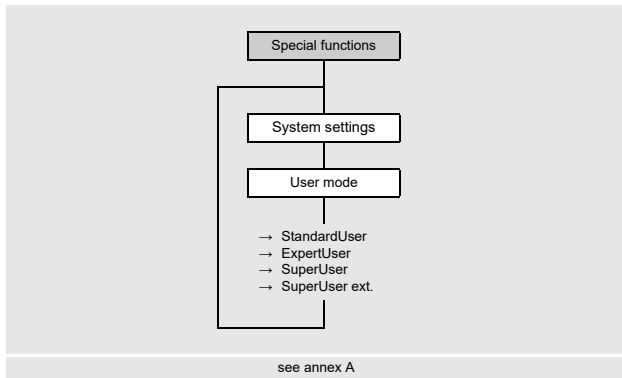 Special functions
System settings
User mode
→ StandardUser
→ ExpertUser
→ SuperUser
→ SuperUser ext.
see annex A